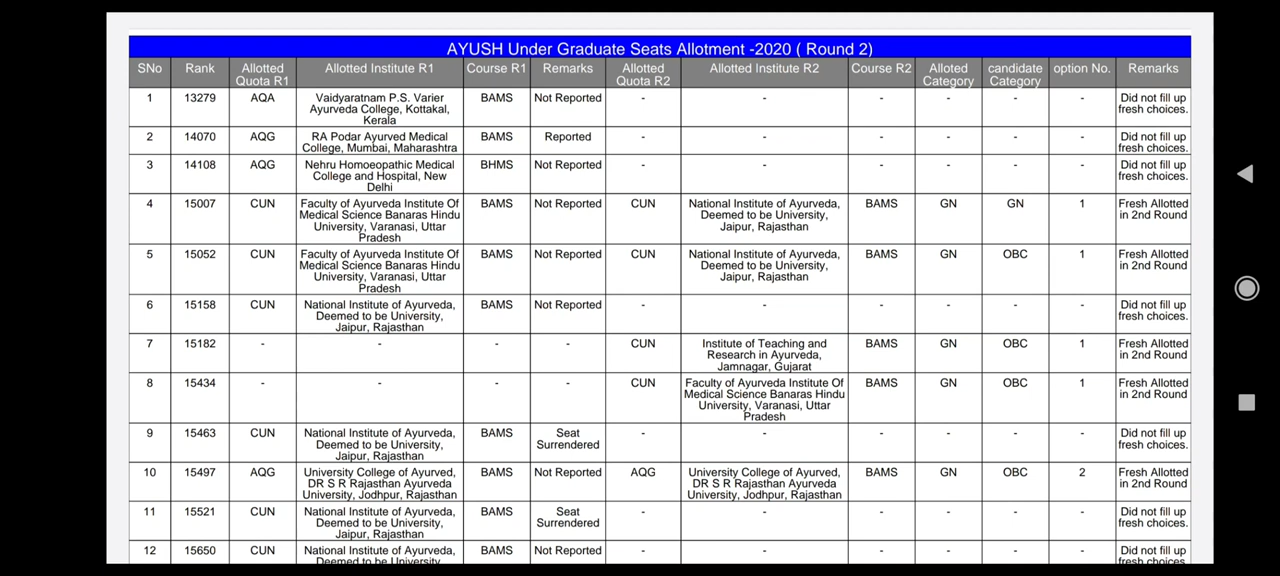 AYUSH Under Graduate Seats Allotment -2020 ( Round 2)
SNo Rank Allotted Quota R1 Allotted Institute R1 Course R1 Remarks Allotted Quota R2 Allotted Institute R2 Course R2 Alloted Category candidate Category option No. Remarks
1 13279 AQA Vaidyaratnam P.S. Varier Ayurveda College, Kottakal, Kerala BAMS Not Reported - - - - - - Did not fill up fresh choices.
2 14070 AQG RA Podar Ayurved Medical College, Mumbai, Maharashtra BAMS Reported - - - - - - Did not fill up fresh choices.
3 14108 AQG Nehru Homoeopathic Medical College and Hospital, New Delhi BHMS Not Reported - - - - - - Did not fill up fresh choices.
4 15007 CUN Faculty of Ayurveda Institute Of Medical Science Banaras Hindu University, Varanasi, Uttar Pradesh BAMS Not Reported CUN National Institute of Ayurveda, Deemed to be University, Jaipur, Rajasthan BAMS GN GN 1 Fresh Allotted in 2nd Round
5 15052 CUN Faculty of Ayurveda Institute Of Medical Science Banaras Hindu University, Varanasi, Uttar Pradesh BAMS Not Reported CUN National Institute of Ayurveda, Deemed to be University, Jaipur, Rajasthan BAMS GN OBC 1 Fresh Allotted in 2nd Round
6 15158 CUN National Institute of Ayurveda, Deemed to be University, Jaipur, Rajasthan BAMS Not Reported - - - - - - Did not fill up fresh choices.
7 15182 - - - - CUN Institute of Teaching and Research in Ayurveda, Jamnagar, Gujarat BAMS GN OBC 1 Fresh Allotted in 2nd Round
8 15434 - - - - CUN Faculty of Ayurveda Institute Of Medical Science Banaras Hindu University, Varanasi, Uttar Pradesh BAMS GN OBC 1 Fresh Allotted in 2nd Round
9 15463 CUN National Institute of Ayurveda, Deemed to be University, Jaipur, Rajasthan BAMS Seat Surrendered - - - - - - Did not fill up fresh choices.
10 15497 AQG University College of Ayurved, DR S R Rajasthan Ayurveda University, Jodhpur, Rajasthan BAMS Not Reported AQG University College of Ayurved, DR S R Rajasthan Ayurveda University, Jodhpur, Rajasthan BAMS GN OBC 2 Fresh Allotted in 2nd Round
11 15521 CUN National Institute of Ayurveda, Deemed to be University, Jaipur, Rajasthan BAMS Seat Surrendered - - - - - - Did not fill up fresh choices.
12 15650 CUN National Institute of Ayurveda, Deemed to be University BAMS Not Reported - - - - - - Did not fill up fresh choices.